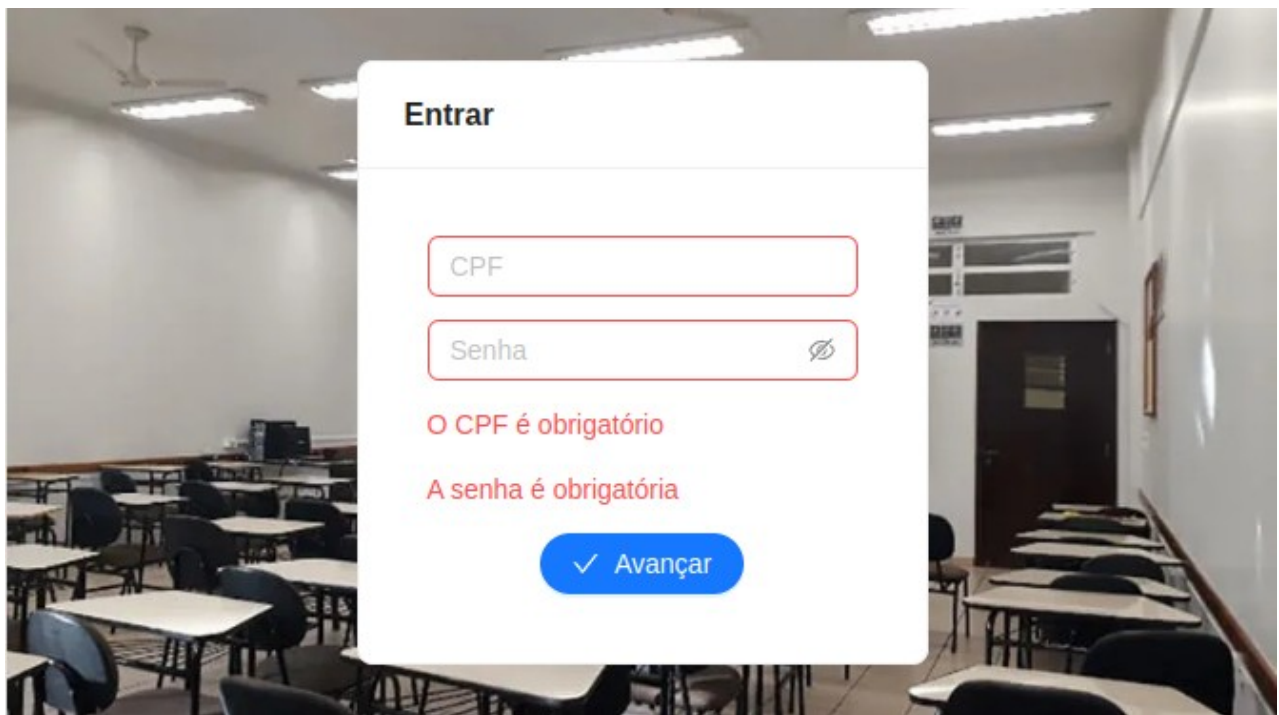 Entrar
CPF
Senha
O CPF é obrigatório
A senha é obrigatória
Avançar